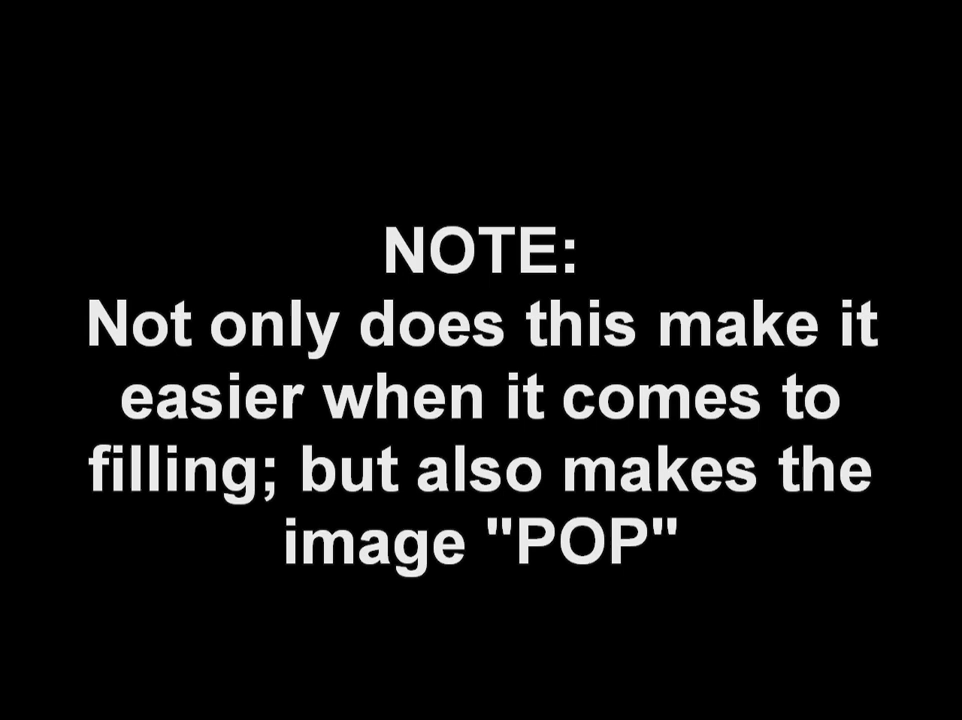 NOTE:
Not only does this make it
easier when it comes to
filling; but also makes the
image "POP"